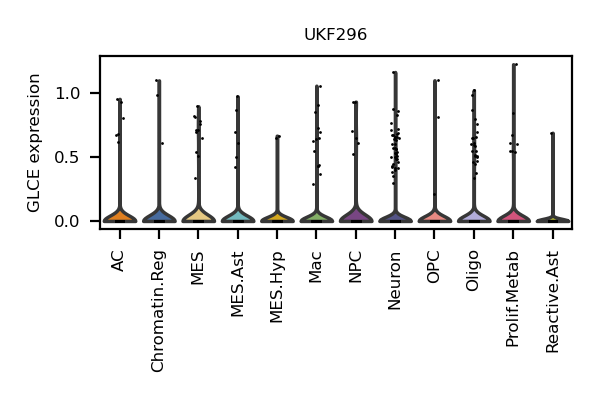 UKF296
GLCE expression
1.0
0.5
0.0
AC
Chromatin.Reg
MES
MES.Ast
MES.Hyp
Mac
NPC
Neuron
OPC
Oligo
Prolif.Metab
Reactive.Ast